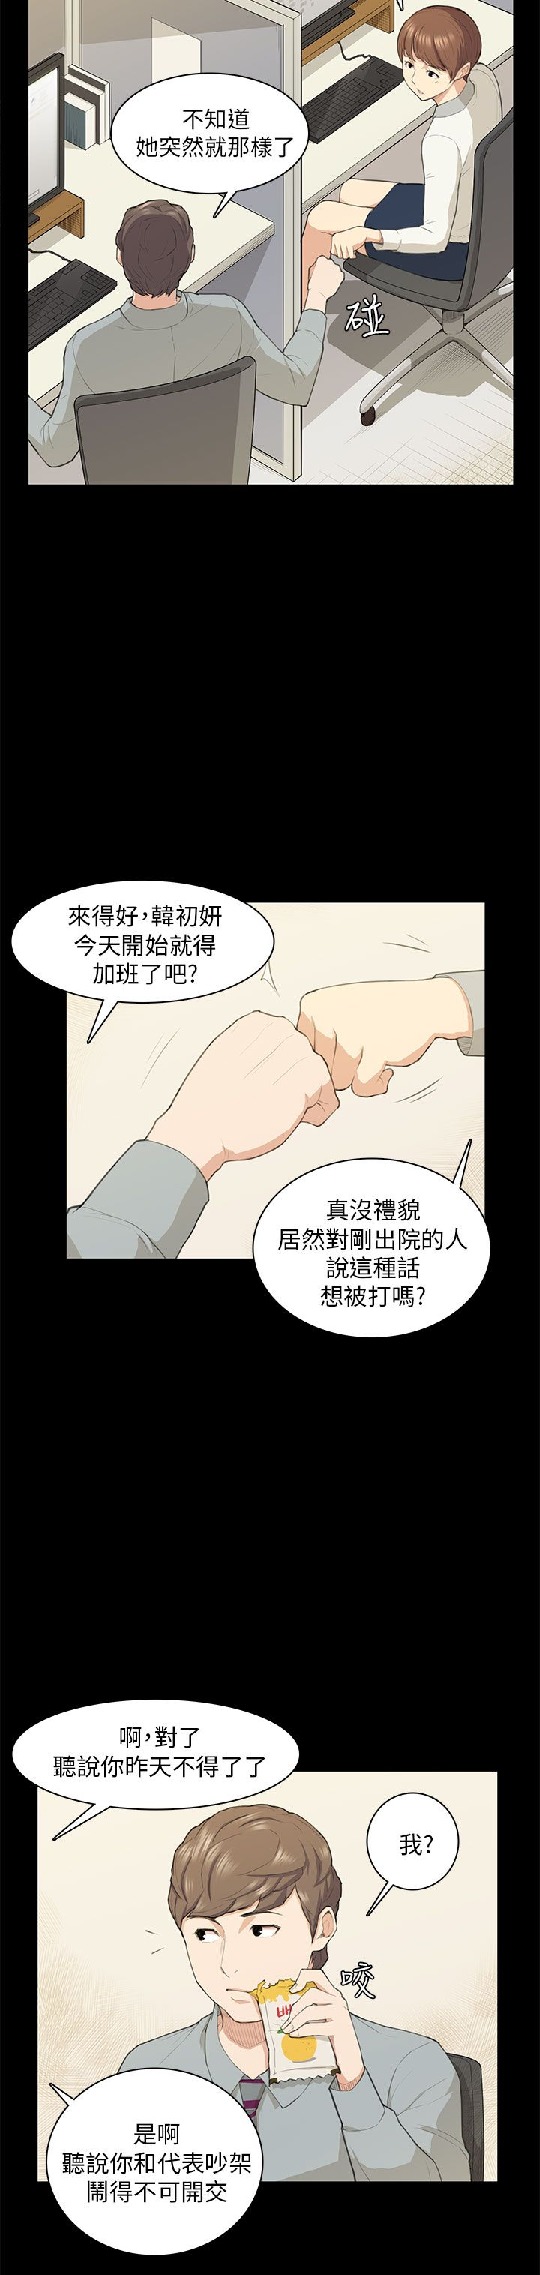 不知道
她突然就那樣了
碰
來得好，韓初妍
今天開始就得
加班了吧?
真沒禮貌
居然對剛出院的人
說這種話
想被打嗎?
啊，對了
聽說你昨天不得了了
我?
咬
是啊
聽說你和代表吵架
鬧得不可開交